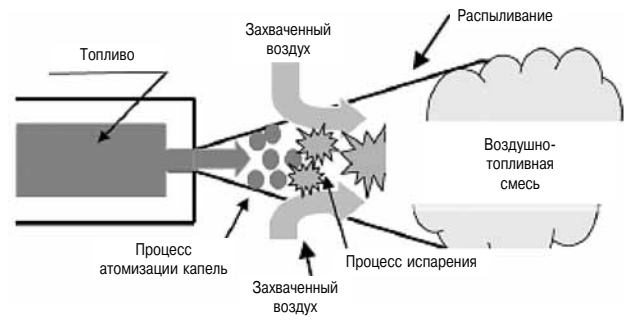 Распыливание
Захваченный
воздух
Топливо
Воздушно-
топливная
смесь
Процесс
атомизации капель
Процесс испарения
Захваченный
воздух